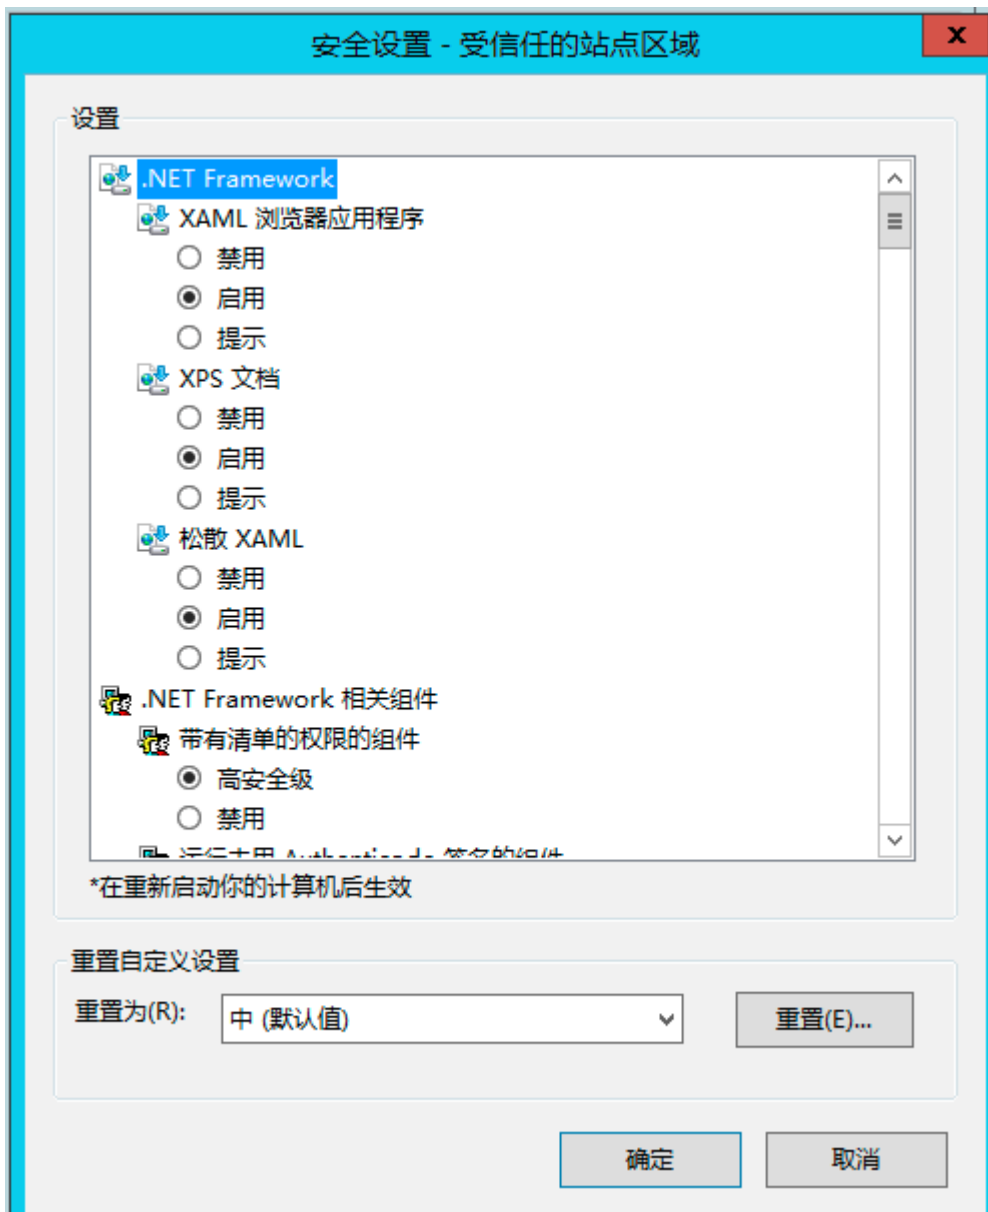 安全设置 - 受信任的站点区域
x
设置
.NET Framework
XAML 浏览器应用程序
禁用
启用
提示
XPS 文档
禁用
启用
提示
松散 XAML
禁用
启用
提示
.NET Framework 相关组件
带有清单的权限的组件
高安全级
禁用
*在重新启动你的计算机后生效
重置自定义设置
重置为(R):
中 (默认值)
重置(E)...
确定
取消